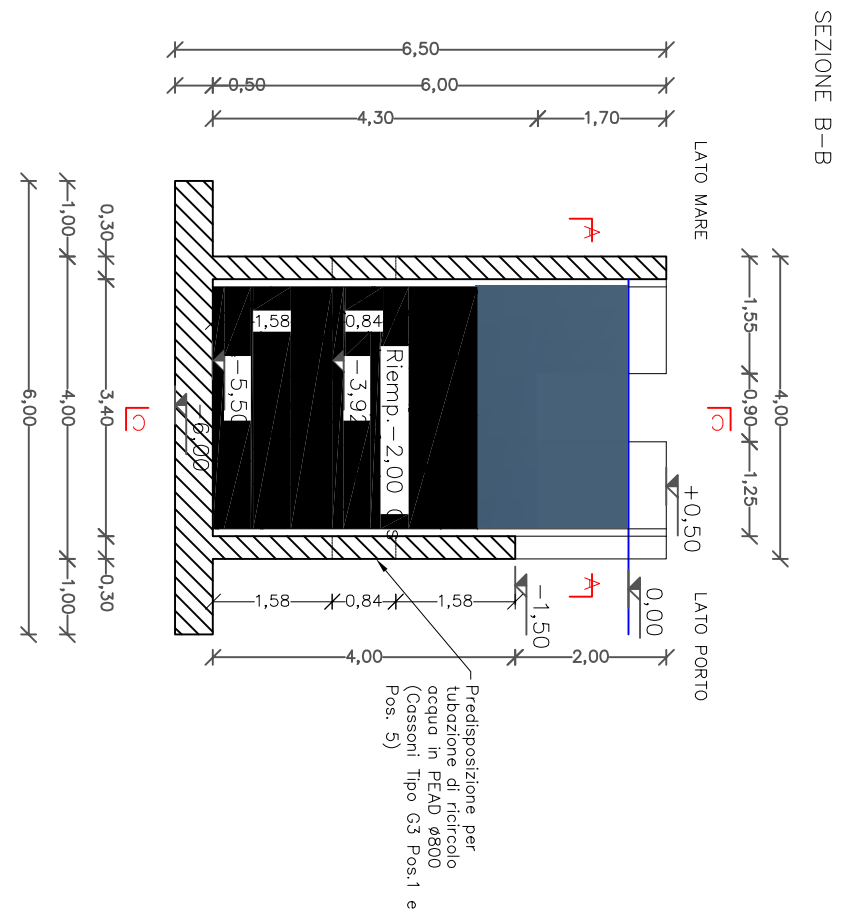 SEZIONE B-B
LATO MARE
LATO PORTO
4,00
1,55
0,90
1,25
+0,50
0,00
-1,50
A
A
C
C
6,50
0,50
6,00
4,30
1,70
Riemp.-2,00
1,58
0,84
-3,92
-5,50
-6,00
1,58
0,84
1,58
4,00
2,00
Predisposizione per
tubazione di ricircolo
acqua in PEAD ø800
(Cassoni Tipo G3 Pos.1 e
Pos. 5)
0,30
3,40
0,30
1,00
4,00
1,00
6,00